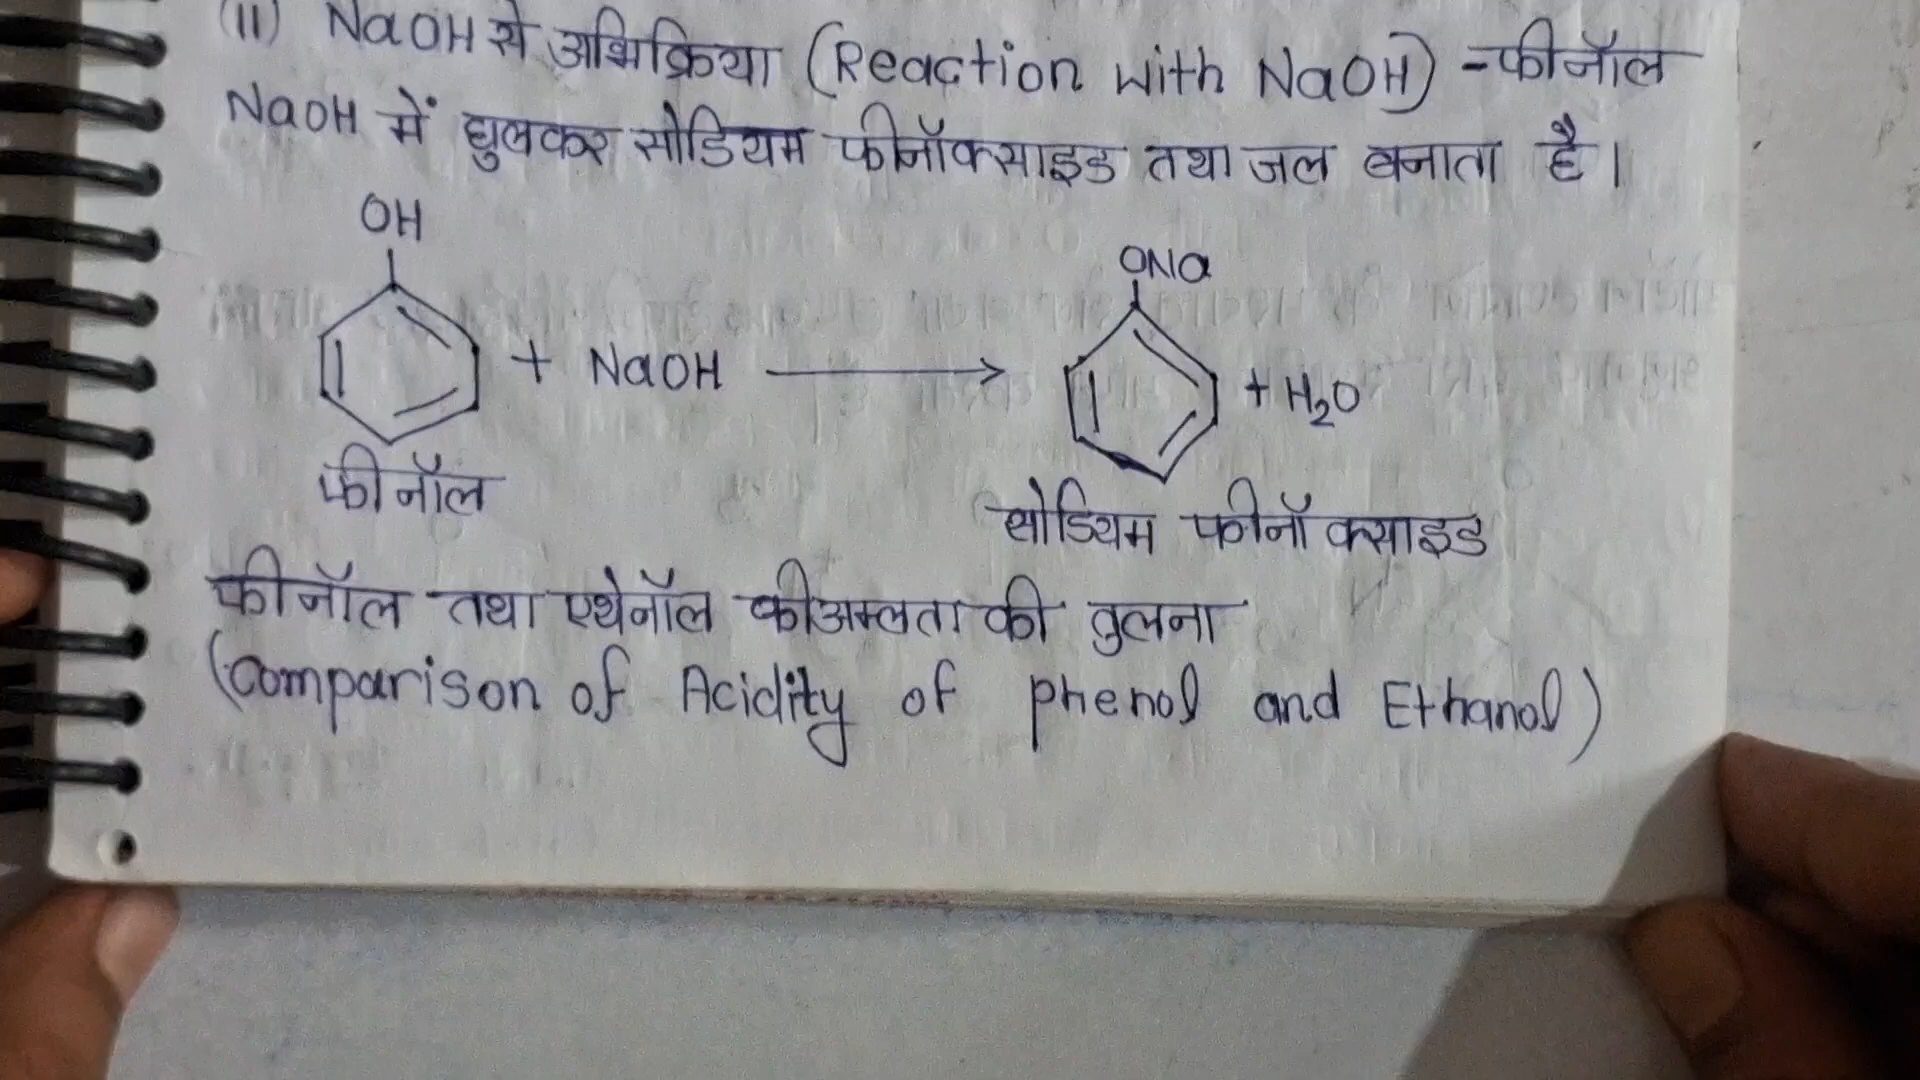 (ii) NaOH से अभिक्रिया (Reaction with NaOH) - फीनॉल
NaOH में घुलकर सोडियम फीनॉक्साइड तथा जल बनाता है।
OH
ONa
+ NaOH
+ H₂O
फीनॉल
सोडियम फीनॉक्साइड
फीनॉल तथा एथेनॉल की अम्लता की तुलना
(Comparison of Acidity of phenol and Ethanol)